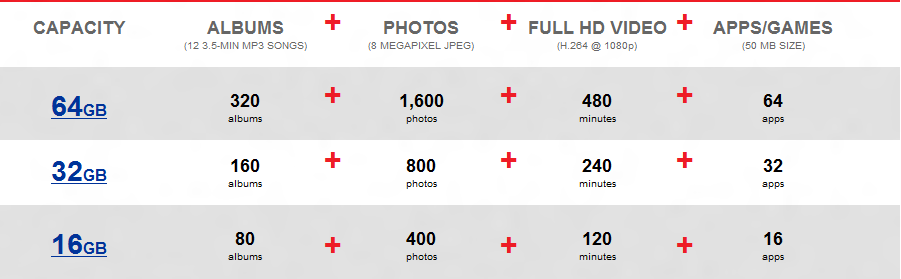 CAPACITY ALBUMS + PHOTOS + FULL HD VIDEO + APPS/GAMES
(12 3.5-MIN MP3 SONGS) (8 MEGAPIXEL JPEG) (H.264 @ 1080p) (50 MB SIZE)
64GB 320 + 1,600 + 480 + 64
albums photos minutes apps
32GB 160 + 800 + 240 + 32
albums photos minutes apps
16GB 80 + 400 + 120 + 16
albums photos minutes apps